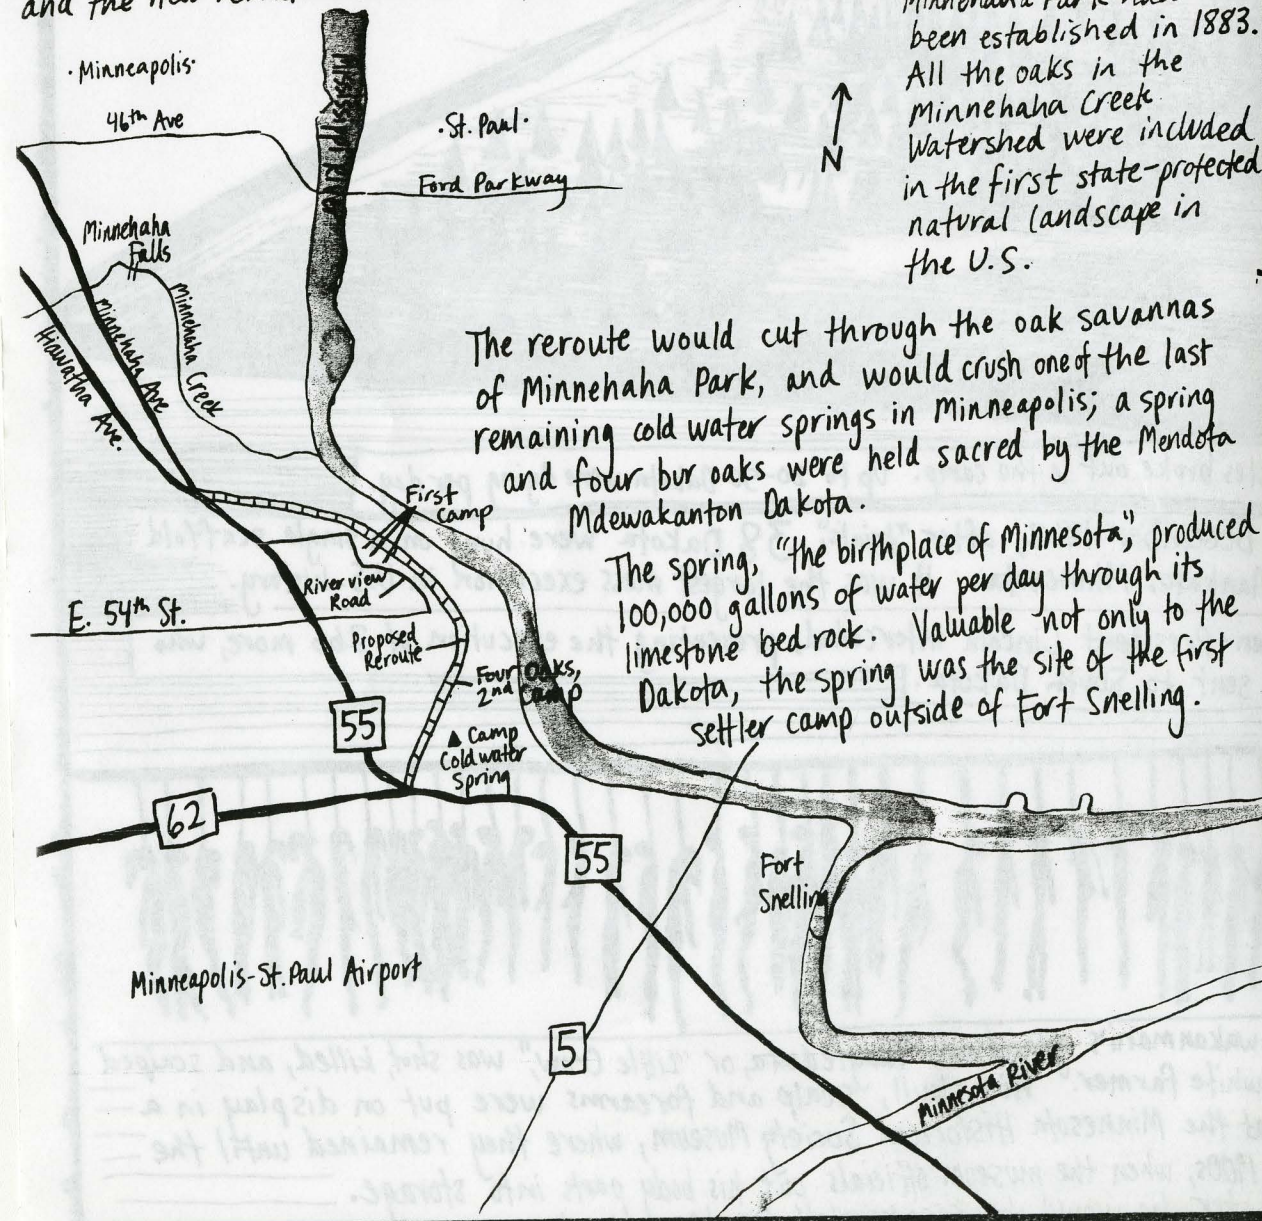 and the new
Minnehaha Park
been established in 1883.
All the oaks in the
Minnehaha Creek
Watershed were included
in the first state-protected
natural landscape in
the U.S.
·Minneapolis·
46th Ave
Mississippi
·St. Paul·
Ford Parkway
N
Minnehaha
Falls
Minnehaha Creek
Minnehaha Ave
Hiawatha Ave.
The reroute would cut through the oak savannas
of Minnehaha Park, and would crush one of the last
remaining cold water springs in Minneapolis; a spring
and four bur oaks were held sacred by the Mendota
Mdewakanton Dakota.
The spring, "the birthplace of Minnesota," produced
100,000 gallons of water per day through its
limestone bed rock. Valuable not only to the
Dakota, the spring was the site of the first
settler camp outside of Fort Snelling.
First
Camp
Riverview
Road
E. 54th St.
Proposed
Reroute
Four Oaks,
2nd Camp
55
Camp
Coldwater
Spring
62
55
Fort
Snelling
Minneapolis-St. Paul Airport
5
Minnesota River